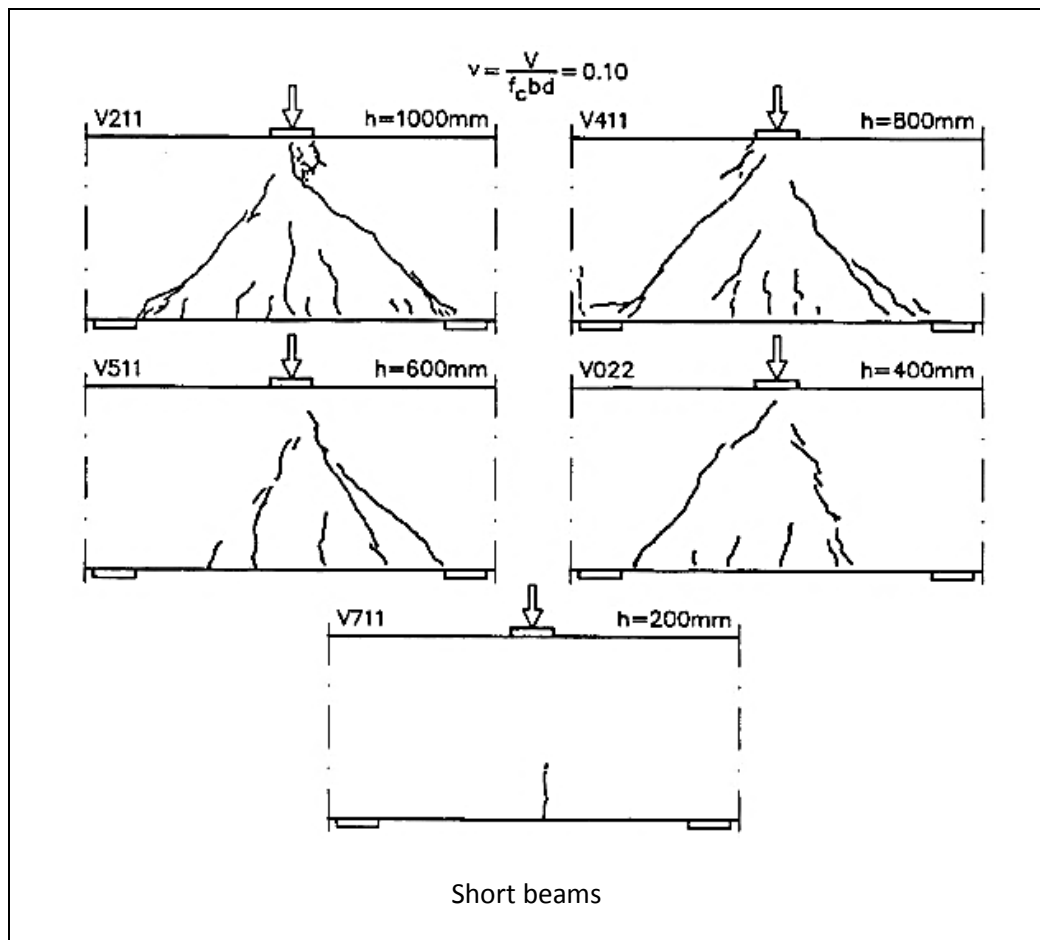 v = V / f_c bd = 0.10
V211 h=1000mm
V411 h=800mm
V511 h=600mm
V022 h=400mm
V711 h=200mm
Short beams